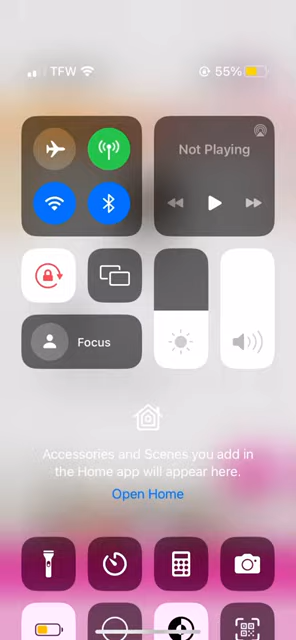 TFW
55%
Not Playing
Focus
Accessories and Scenes you add in
the Home app will appear here.
Open Home